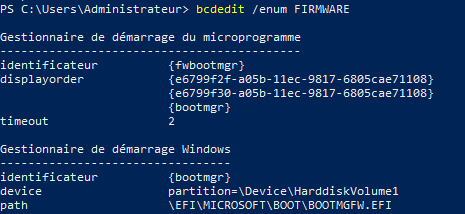 PS C:\Users\Administrateur> bcdedit /enum FIRMWARE
Gestionnaire de démarrage du microprogramme
---------------------------------------
identificateur {fwbootmgr}
displayorder {e6799f2f-a05b-11ec-9817-6805cae71108}
{e6799f30-a05b-11ec-9817-6805cae71108}
{bootmgr}
timeout 2
Gestionnaire de démarrage Windows
------------------------------
identificateur {bootmgr}
device partition=\Device\HarddiskVolume1
path \EFI\MICROSOFT\BOOT\BOOTMGFW.EFI